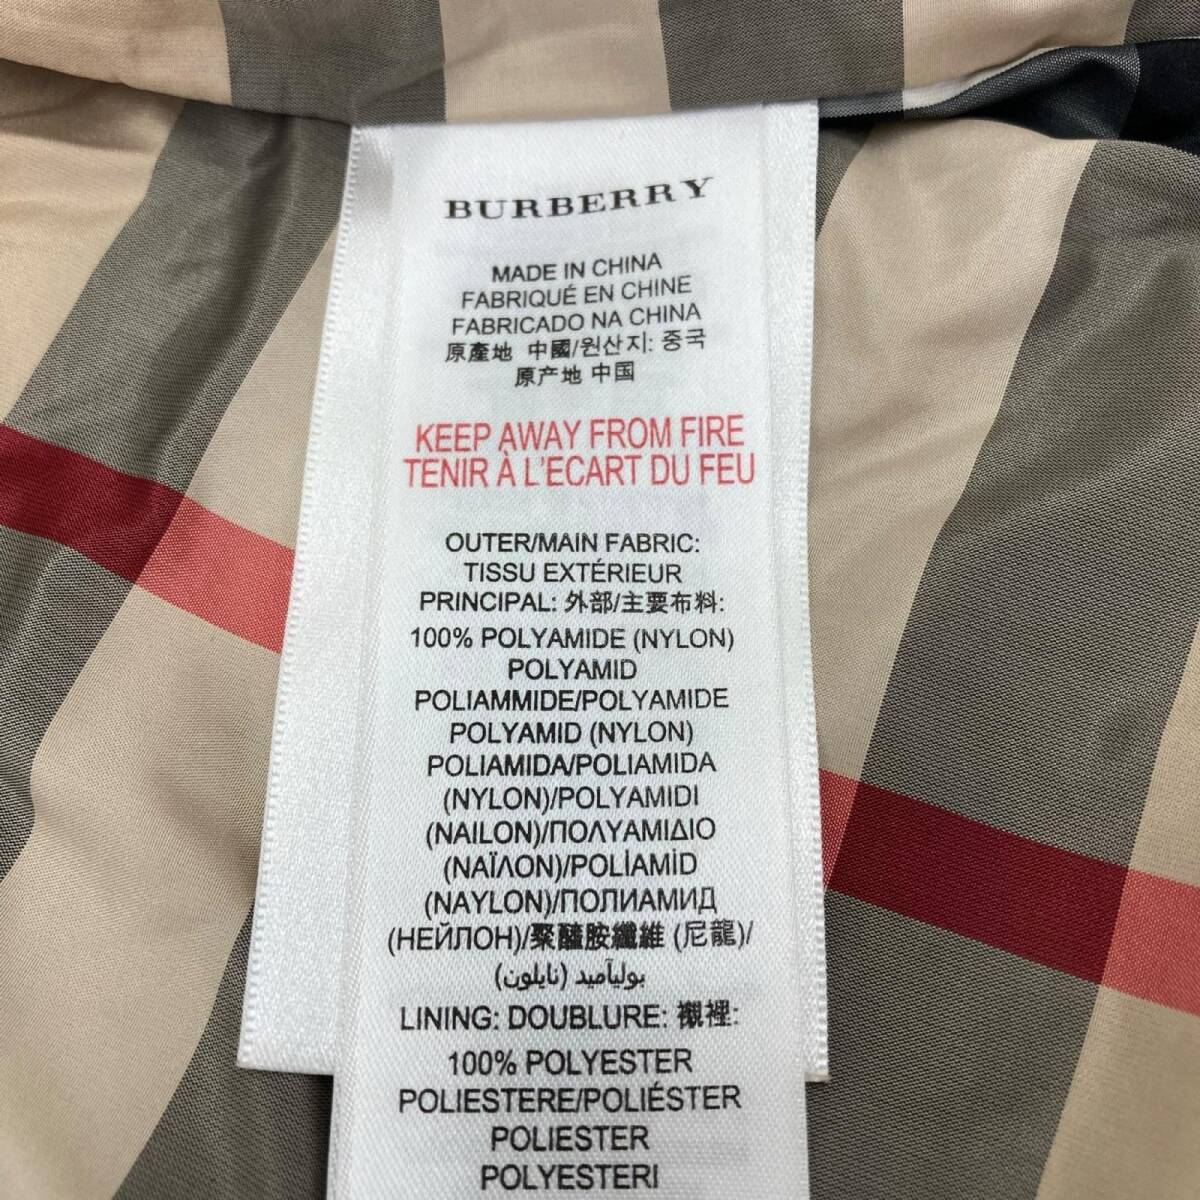 BURBERRY
MADE IN CHINA
FABRIQUÉ EN CHINE
FABRICADO NA CHINA
原產地 中國/원산지: 중국
原产地 中国
KEEP AWAY FROM FIRE
TENIR À L'ECART DU FEU
OUTER/MAIN FABRIC:
TISSU EXTÉRIEUR
PRINCIPAL: 外部/主要布料:
100% POLYAMIDE (NYLON)
POLYAMID
POLIAMMIDE/POLYAMIDE
POLYAMID (NYLON)
POLIAMIDA/POLIAMIDA
(NYLON)/POLYAMIDI
(NAILON)/ΠΟΛΥΑΜΙΔΙΟ
(ΝΑΪΛΟΝ)/POLİAMİD
(NAYLON)/ПОЛИАМИД
(НЕЙЛОН)/聚醯胺纖維 (尼龍)/
بوليآميد (نايلون)
LINING: DOUBLURE: 襯裡:
100% POLYESTER
POLIESTERE/POLIÉSTER
POLIESTER
POLYESTERI